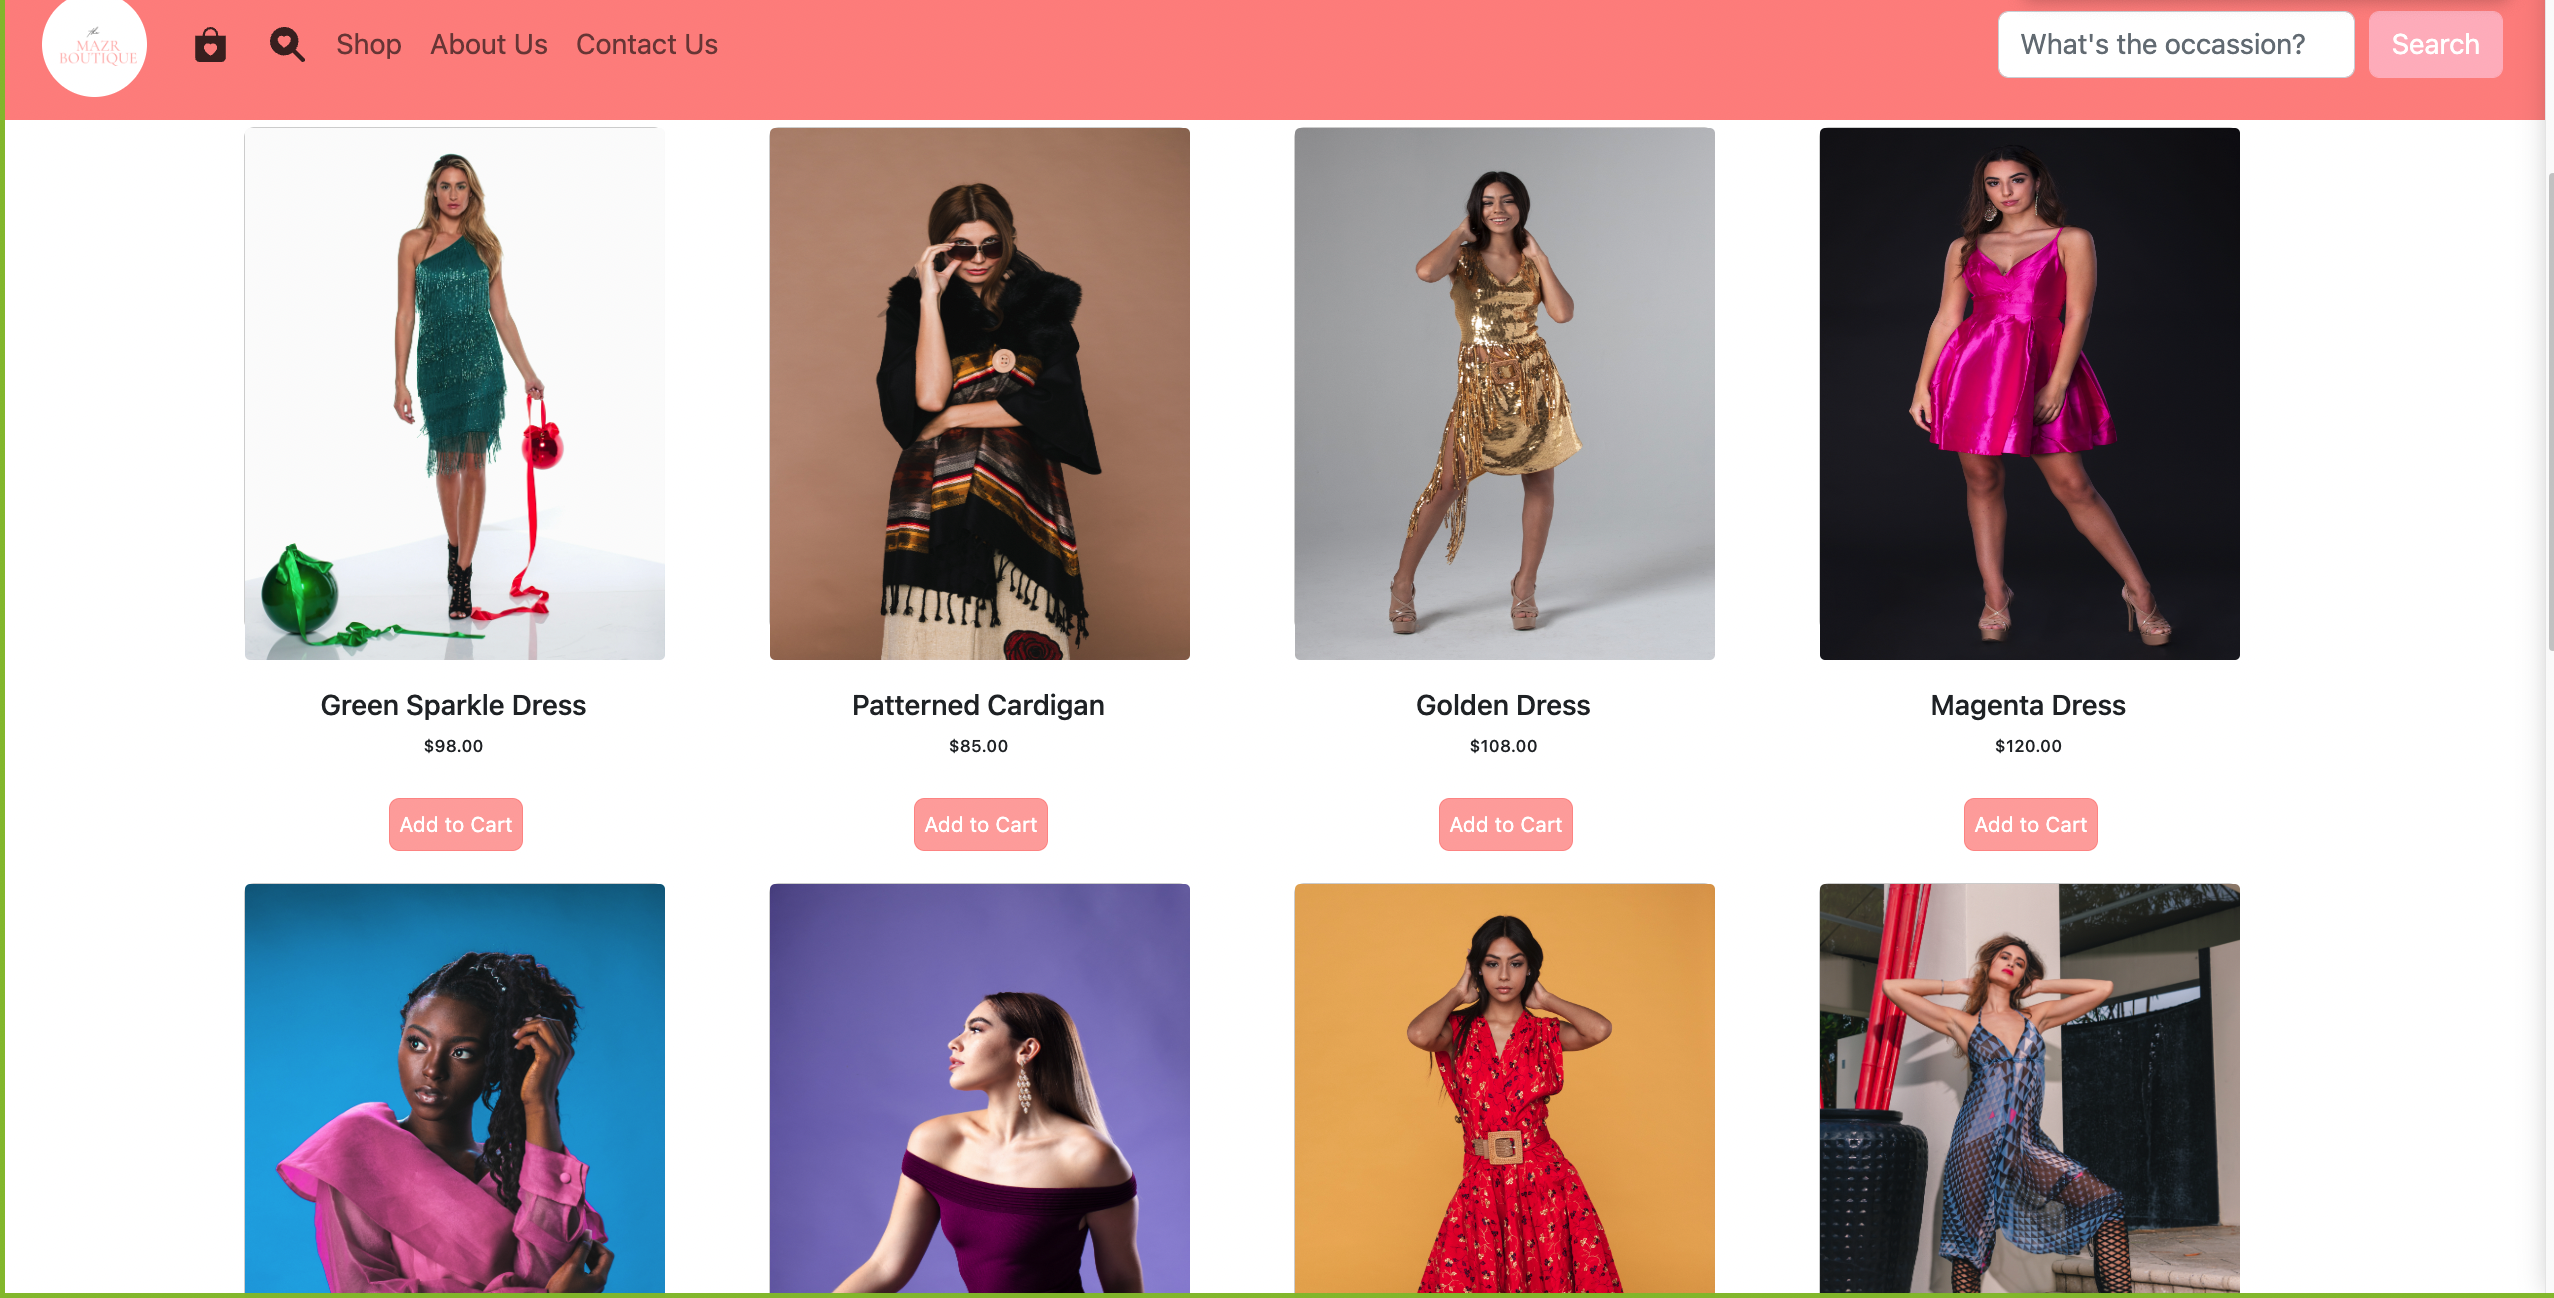 the
MAZR
BOUTIQUE
Shop About Us Contact Us
What's the occassion?
Search
Green Sparkle Dress
$98.00
Add to Cart
Patterned Cardigan
$85.00
Add to Cart
Golden Dress
$108.00
Add to Cart
Magenta Dress
$120.00
Add to Cart